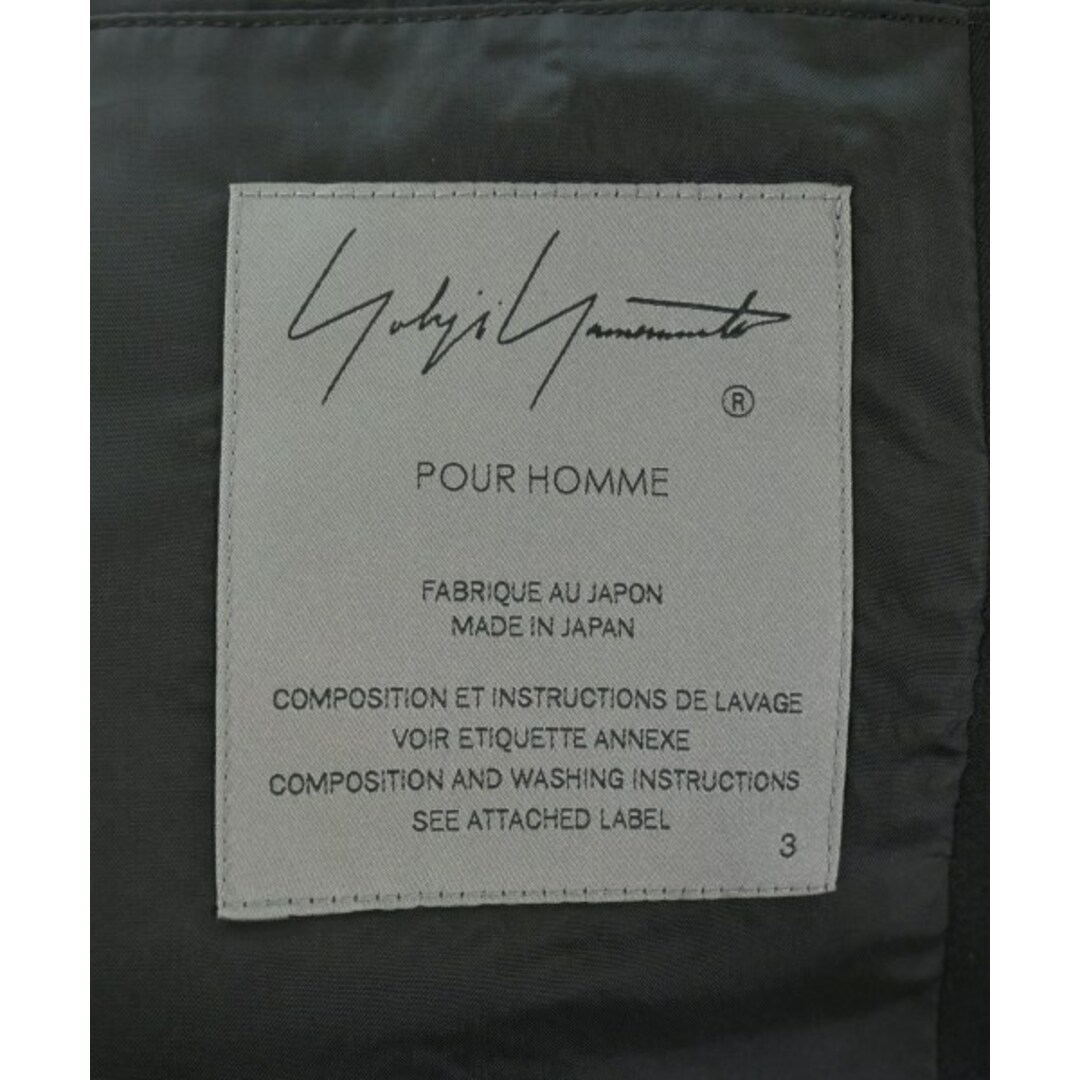 Yohji Yamamoto
®
POUR HOMME
FABRIQUE AU JAPON
MADE IN JAPAN
COMPOSITION ET INSTRUCTIONS DE LAVAGE
VOIR ETIQUETTE ANNEXE
COMPOSITION AND WASHING INSTRUCTIONS
SEE ATTACHED LABEL
3